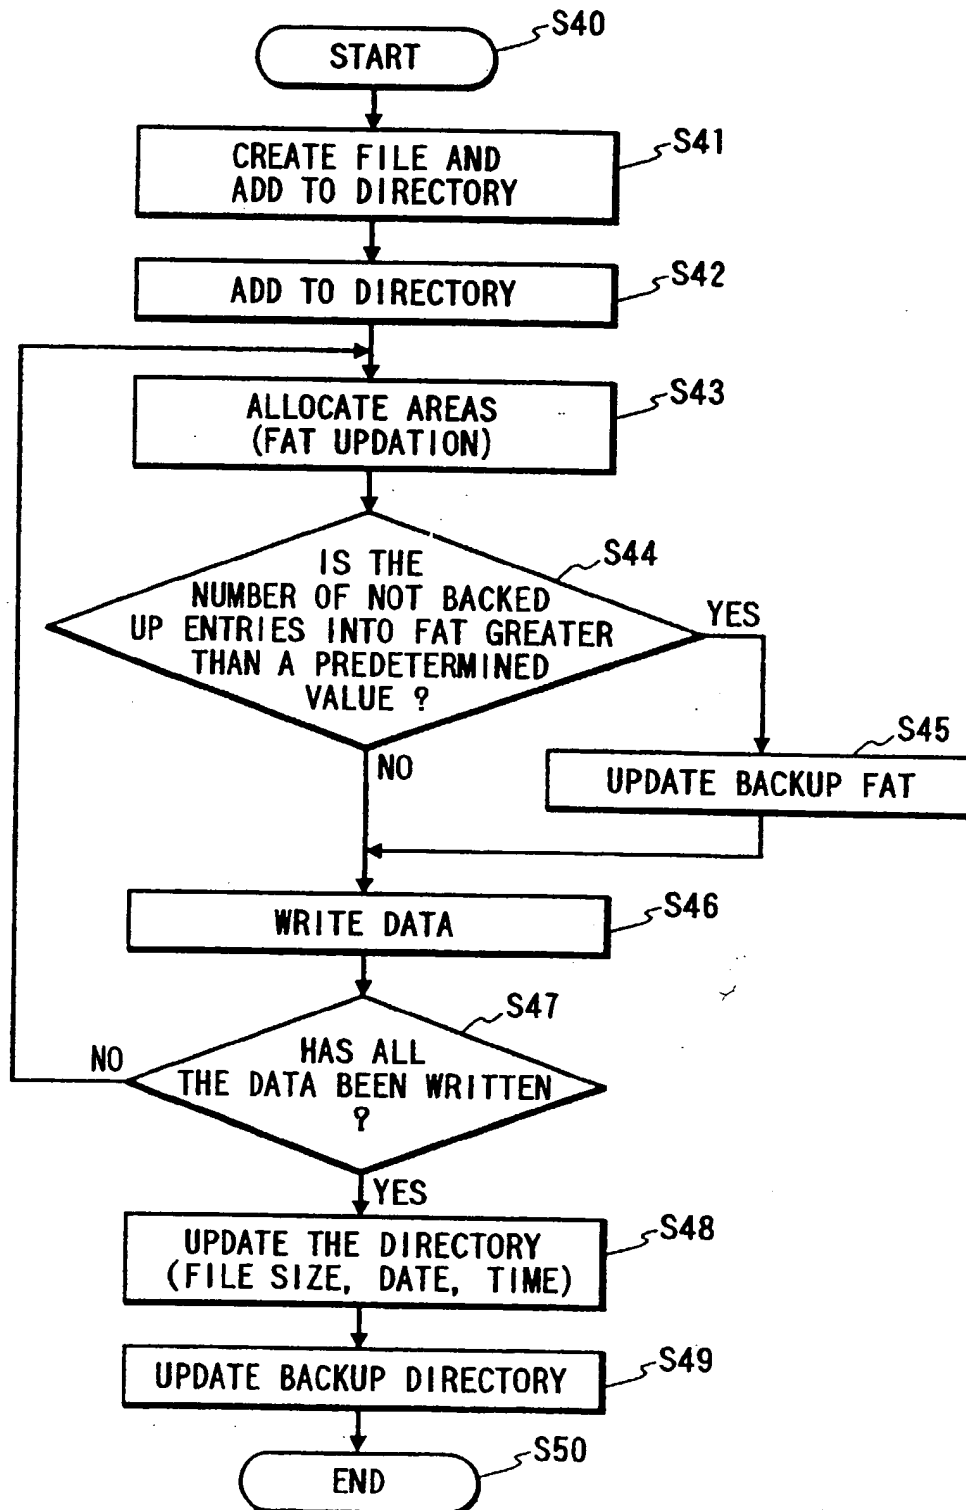 S40
START
S41
CREATE FILE AND
ADD TO DIRECTORY
S42
ADD TO DIRECTORY
S43
ALLOCATE AREAS
(FAT UPDATION)
S44
IS THE
NUMBER OF NOT BACKED
UP ENTRIES INTO FAT GREATER
THAN A PREDETERMINED
VALUE ?
YES
NO
S45
UPDATE BACKUP FAT
S46
WRITE DATA
S47
HAS ALL
THE DATA BEEN WRITTEN
?
NO
YES
S48
UPDATE THE DIRECTORY
(FILE SIZE, DATE, TIME)
S49
UPDATE BACKUP DIRECTORY
S50
END